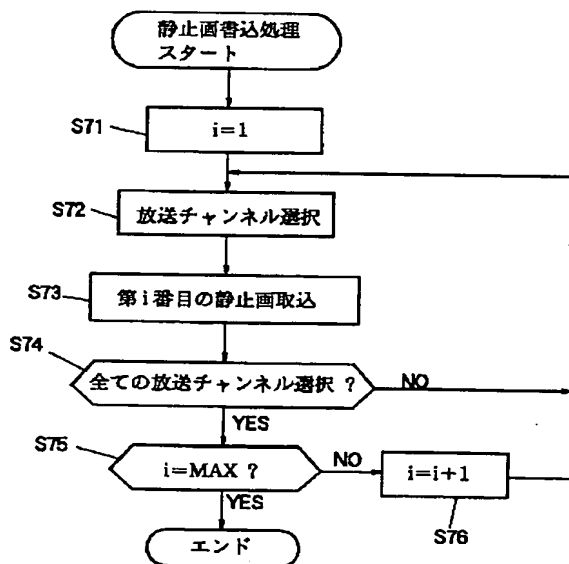 静止画書込処理
スタート
S71
i=1
S72
放送チャンネル選択
S73
第i番目の静止画取込
S74
全ての放送チャンネル選択 ?
NO
YES
S75
i=MAX ?
NO
i=i+1
S76
YES
エンド